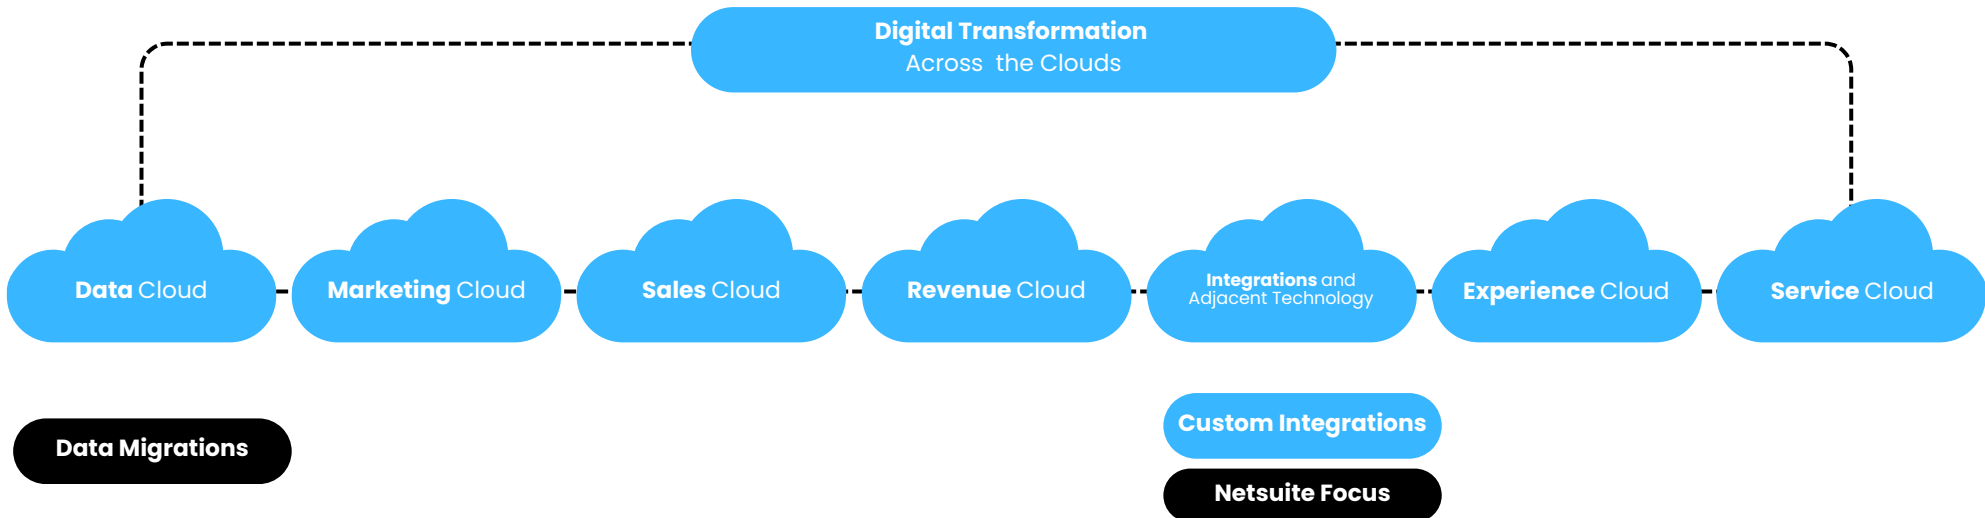 Digital Transformation
Across the Clouds
Data Cloud
Marketing Cloud
Sales Cloud
Revenue Cloud
Integrations and
Adjacent Technology
Experience Cloud
Service Cloud
Data Migrations
Custom Integrations
Netsuite Focus